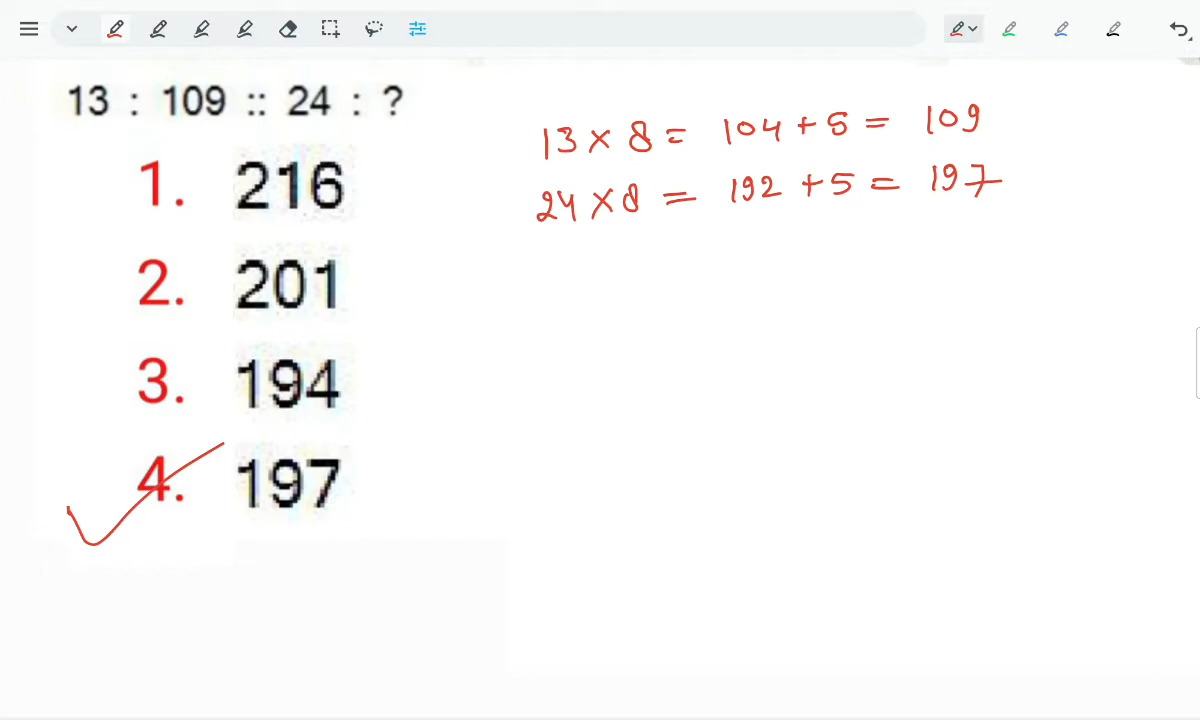 13 : 109 :: 24 : ?
13 × 8 = 104 + 5 = 109
24 × 8 = 192 + 5 = 197
1. 216
2. 201
3. 194
4. 197